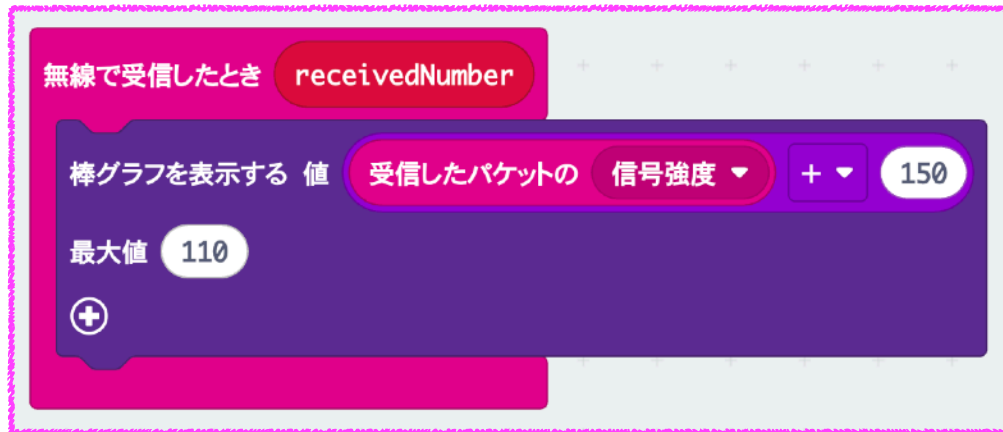 無線で受信したとき receivedNumber
棒グラフを表示する 値 受信したパケットの 信号強度 + 150
最大値 110